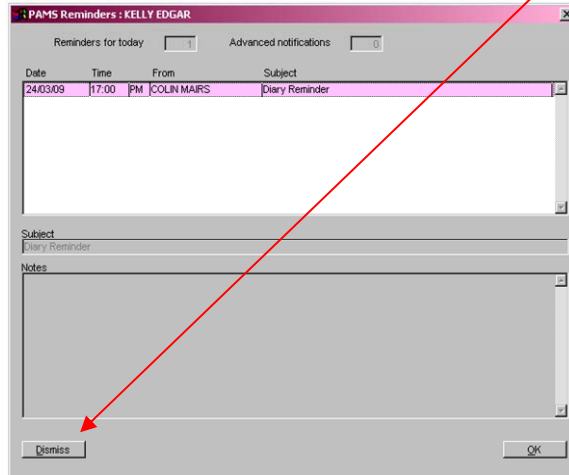 PAMS Reminders : KELLY EDGAR
Reminders for today 1 Advanced notifications 0
Date Time From Subject
24/03/09 17:00 PM COLIN MAIRS Diary Reminder
Subject
Diary Reminder
Notes
Dismiss OK